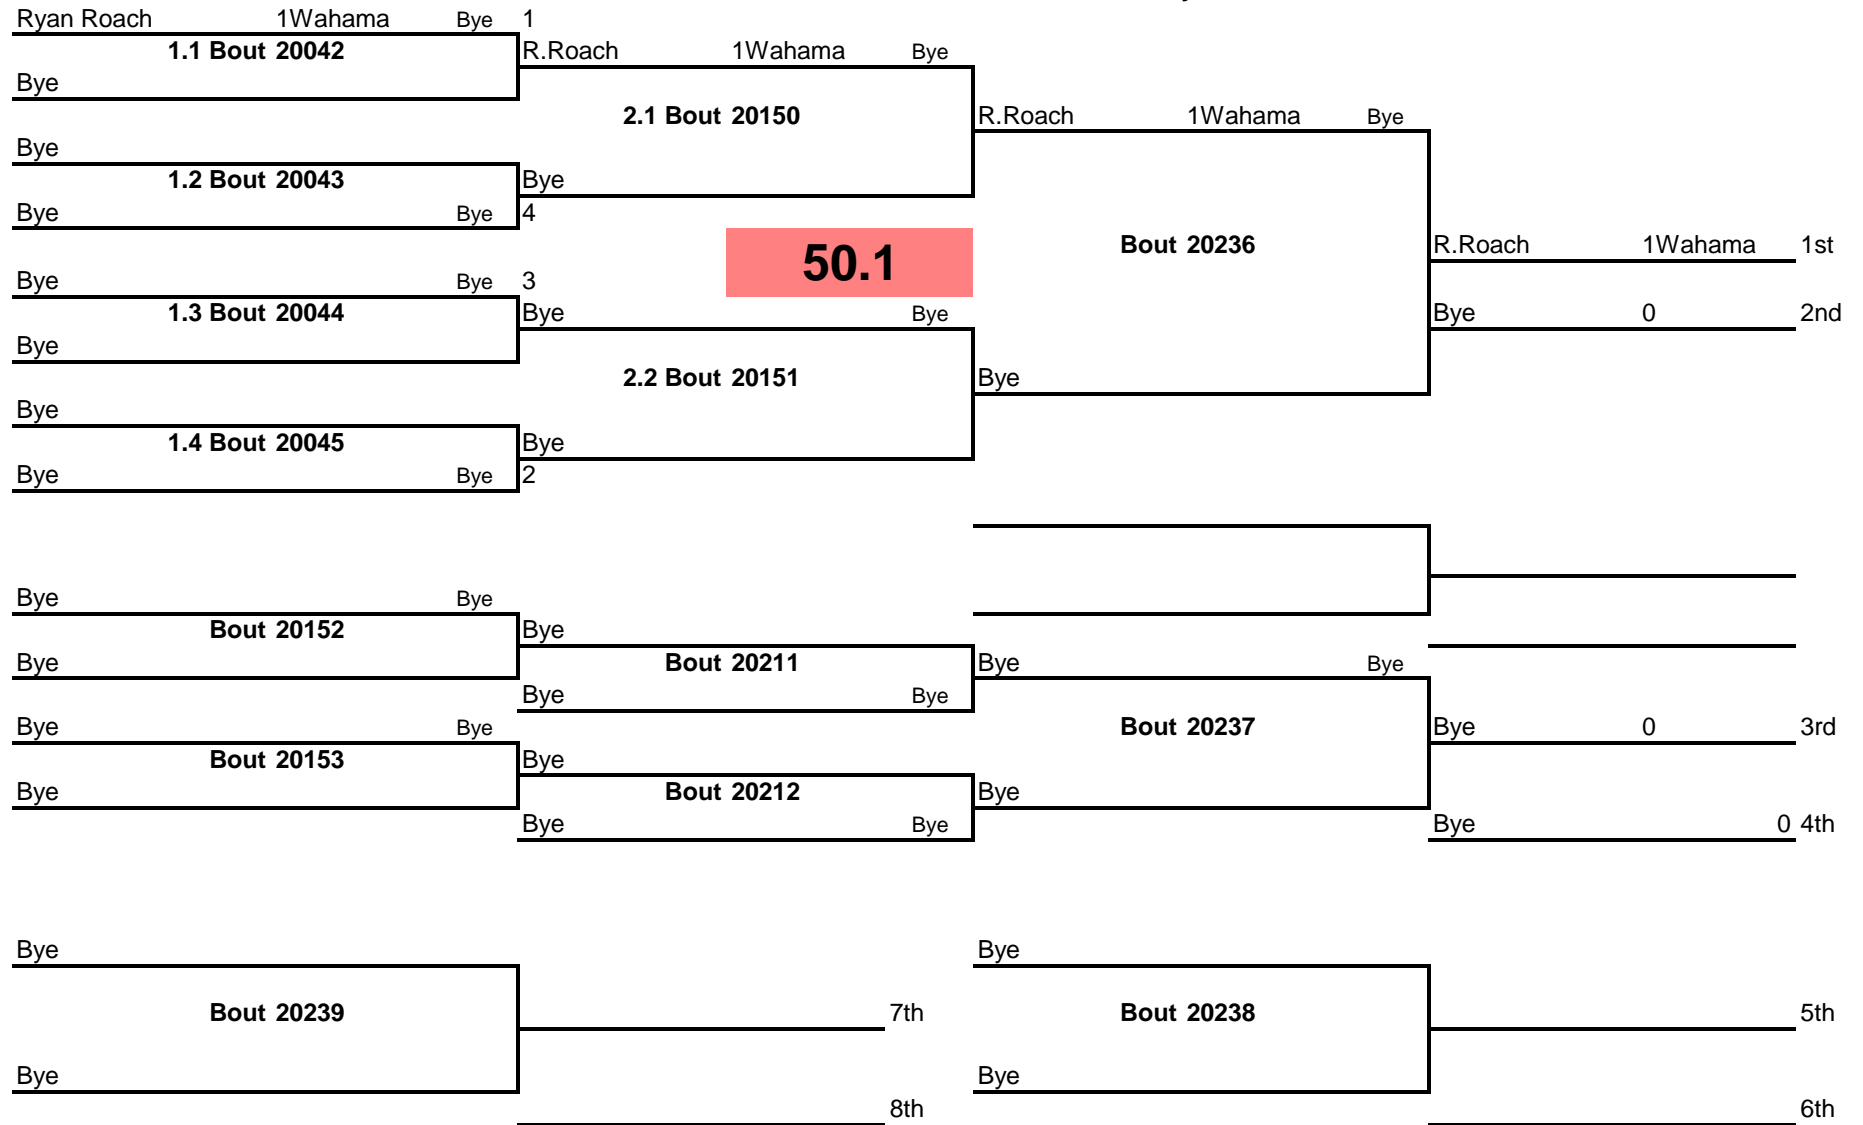 Ryan Roach 1Wahama Bye 1
1.1 Bout 20042 R.Roach 1Wahama Bye
Bye
2.1 Bout 20150 R.Roach 1Wahama Bye
Bye
1.2 Bout 20043 Bye
Bye Bye 4
50.1 Bout 20236 R.Roach 1Wahama 1st
Bye Bye 3
1.3 Bout 20044 Bye Bye Bye 0 2nd
Bye
2.2 Bout 20151 Bye
Bye
1.4 Bout 20045 Bye
Bye Bye 2
Bye Bye
Bout 20152 Bye
Bye Bout 20211 Bye Bye
Bye Bye
Bye Bye Bout 20237 Bye 0 3rd
Bout 20153 Bye
Bye Bout 20212 Bye
Bye Bye Bye 0 4th
Bye Bye
Bout 20239 7th Bout 20238 5th
Bye Bye
8th 6th